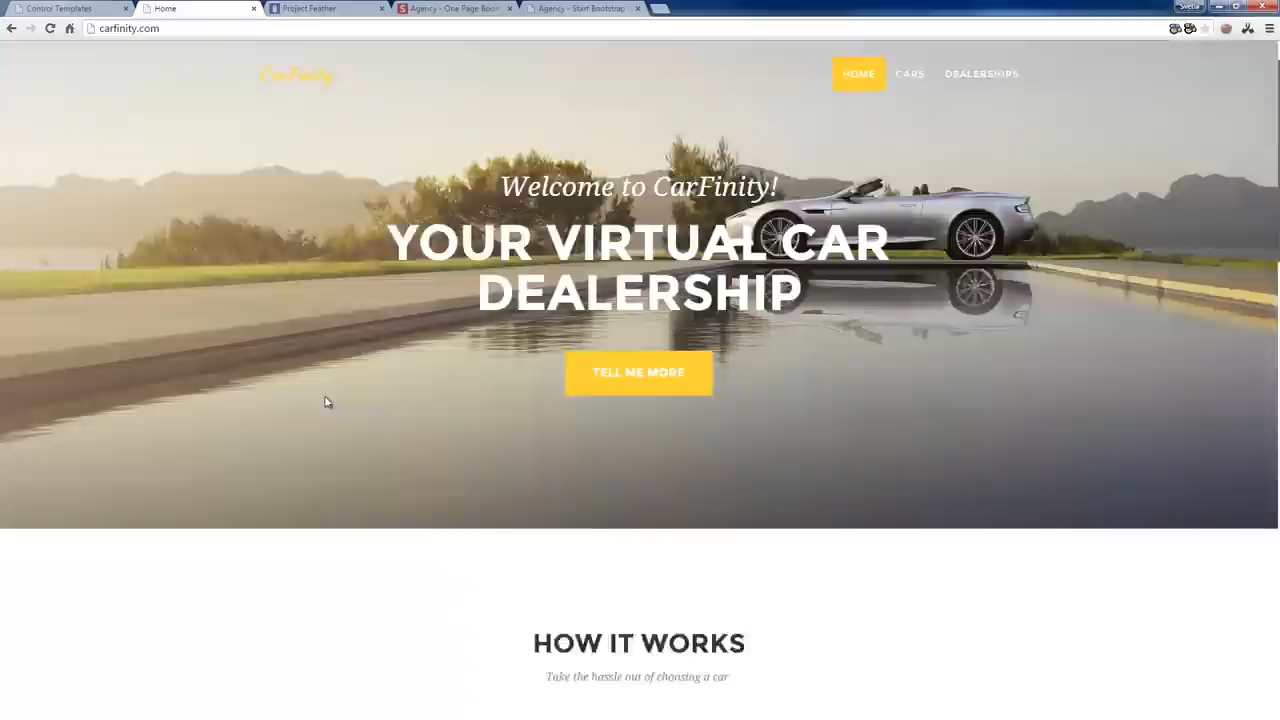 Control Templates
Home
Project Feather
Agency - One Page Boot
Agency - Start Bootstrap
Svetla
carfinity.com
CarFinity
HOME
CARS
DEALERSHIPS
Welcome to CarFinity!
YOUR VIRTUAL CAR
DEALERSHIP
TELL ME MORE
HOW IT WORKS
Take the hassle out of choosing a car